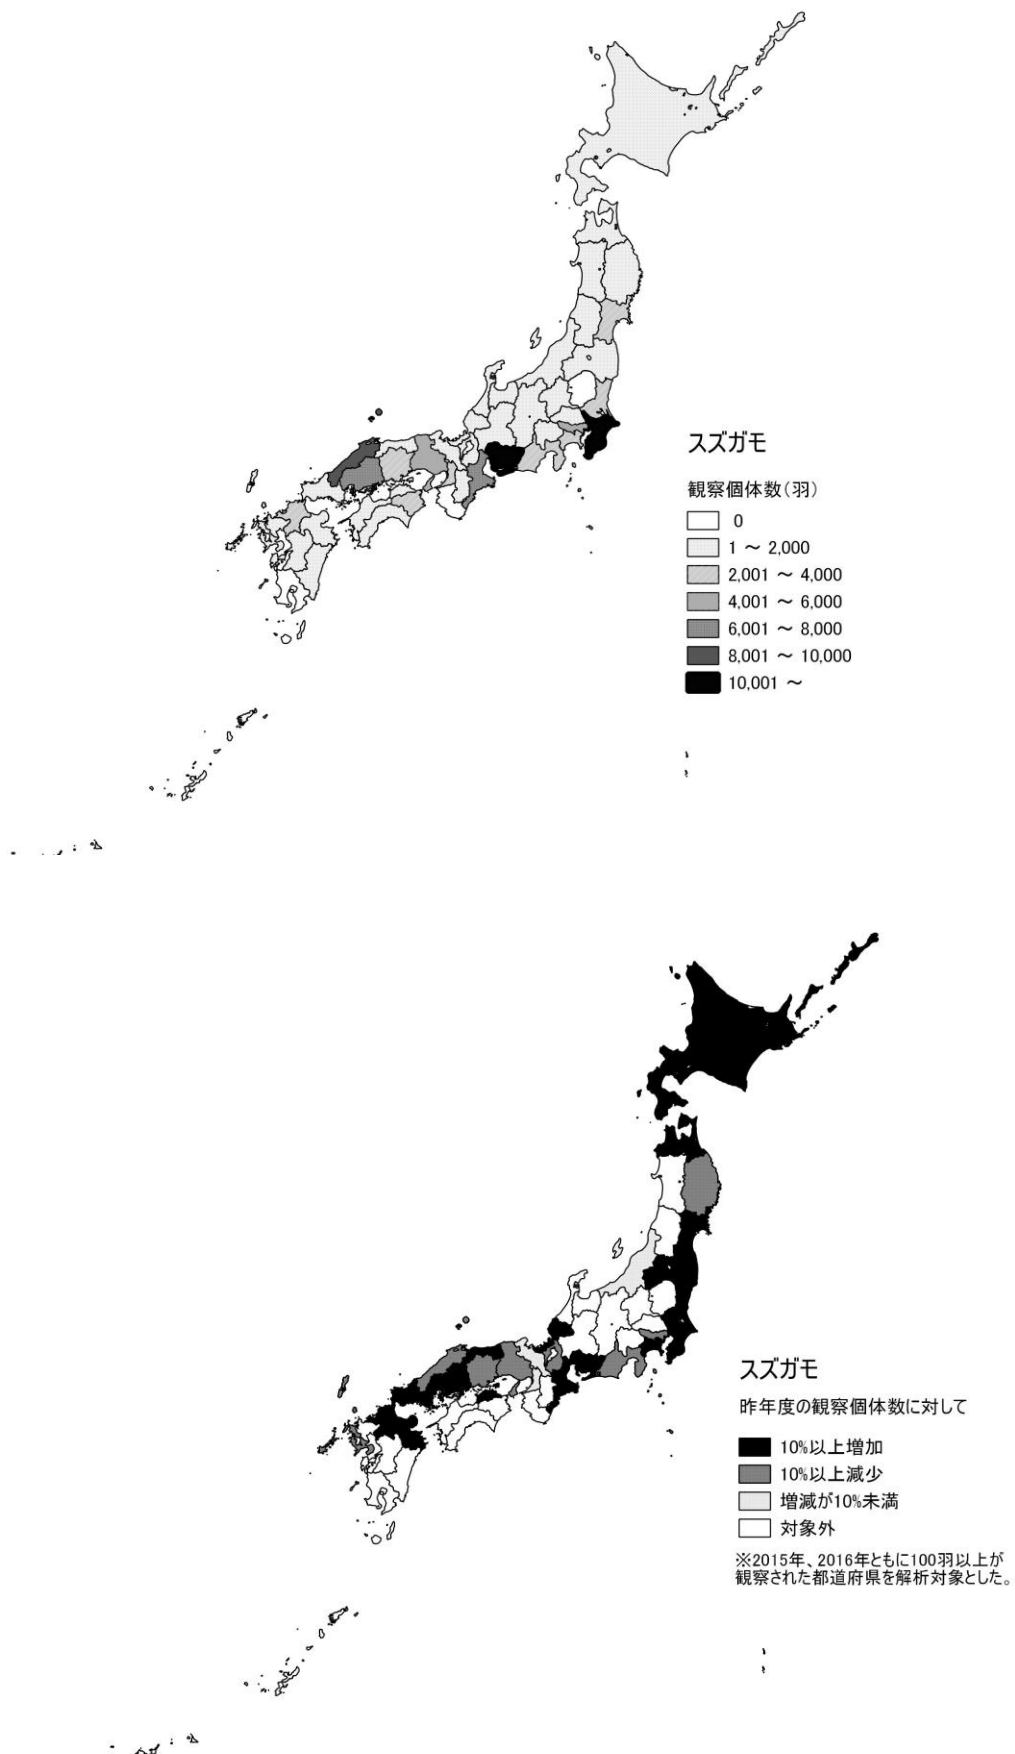 スズガモ
観察個体数(羽)
0
1 ～ 2,000
2,001 ～ 4,000
4,001 ～ 6,000
6,001 ～ 8,000
8,001 ～ 10,000
10,001 ～
スズガモ
昨年度の観察個体数に対して
10%以上増加
10%以上減少
増減が10%未満
対象外
※2015年、2016年ともに100羽以上が
観察された都道府県を解析対象とした。